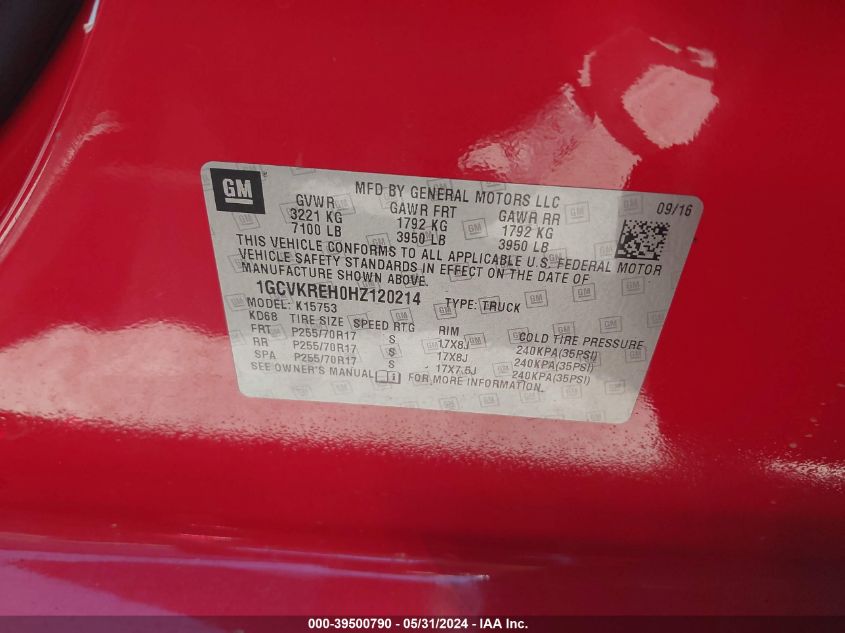 GM
MFD BY GENERAL MOTORS LLC
09/16
GVWR GAWR FRT GAWR RR
3221 KG 1792 KG 1792 KG
7100 LB 3950 LB 3950 LB
THIS VEHICLE CONFORMS TO ALL APPLICABLE U.S. FEDERAL MOTOR
VEHICLE SAFETY STANDARDS IN EFFECT ON THE DATE OF
MANUFACTURE SHOWN ABOVE.
1GCVKREH0HZ120214 TYPE: TRUCK
MODEL: K15753
KD6B TIRE SIZE SPEED RTG RIM COLD TIRE PRESSURE
FRT P255/70R17 S 17X8J 240KPA(35PSI)
RR P255/70R17 S 17X8J 240KPA(35PSI)
SPA P255/70R17 S 17X7.5J 240KPA(35PSI)
SEE OWNER'S MANUAL FOR MORE INFORMATION.
000-39500790 - 05/31/2024 - IAA Inc.